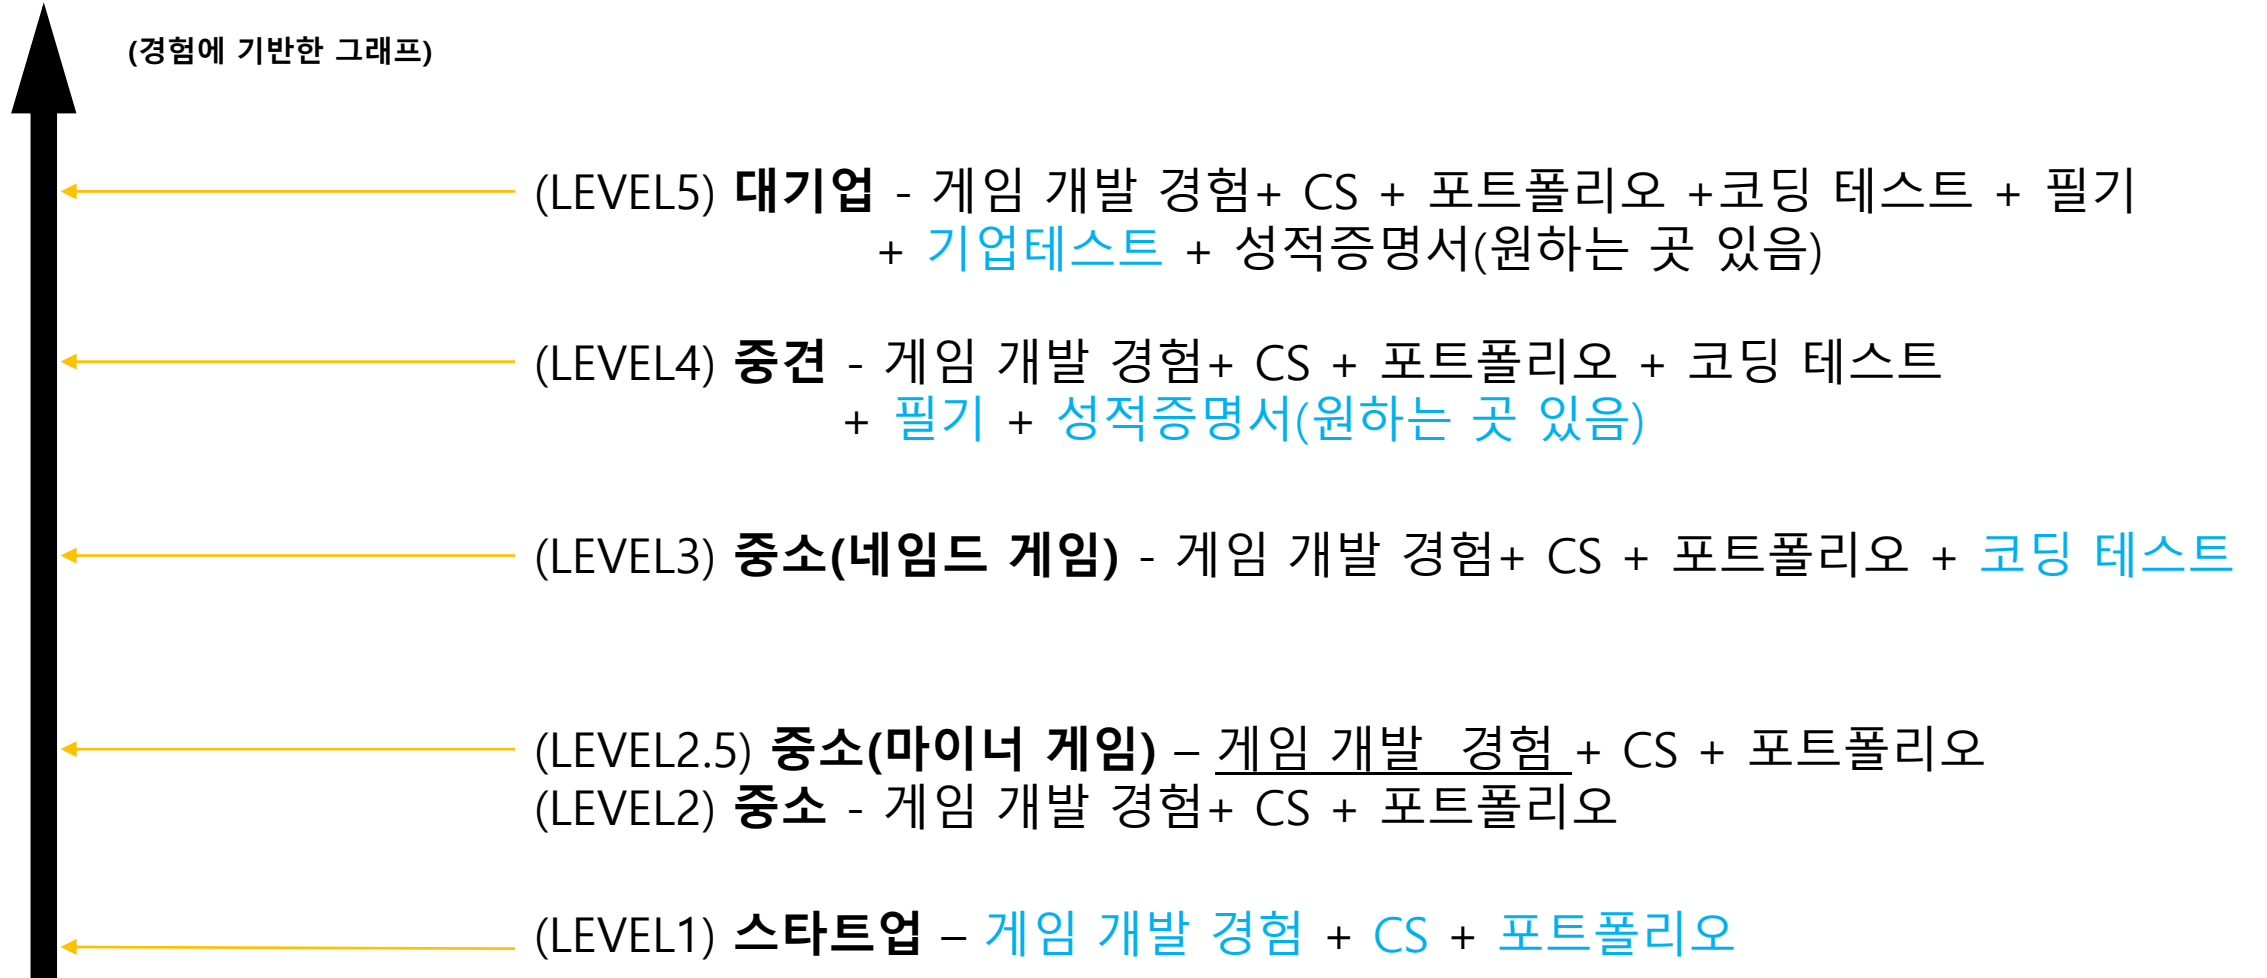 (경험에 기반한 그래프)
(LEVEL5) 대기업 - 게임 개발 경험+ CS + 포트폴리오 +코딩 테스트 + 필기
+ 기업테스트 + 성적증명서(원하는 곳 있음)
(LEVEL4) 중견 - 게임 개발 경험+ CS + 포트폴리오 + 코딩 테스트
+ 필기 + 성적증명서(원하는 곳 있음)
(LEVEL3) 중소(네임드 게임) - 게임 개발 경험+ CS + 포트폴리오 + 코딩 테스트
(LEVEL2.5) 중소(마이너 게임) – 게임 개발 경험 + CS + 포트폴리오
(LEVEL2) 중소 - 게임 개발 경험+ CS + 포트폴리오
(LEVEL1) 스타트업 – 게임 개발 경험 + CS + 포트폴리오